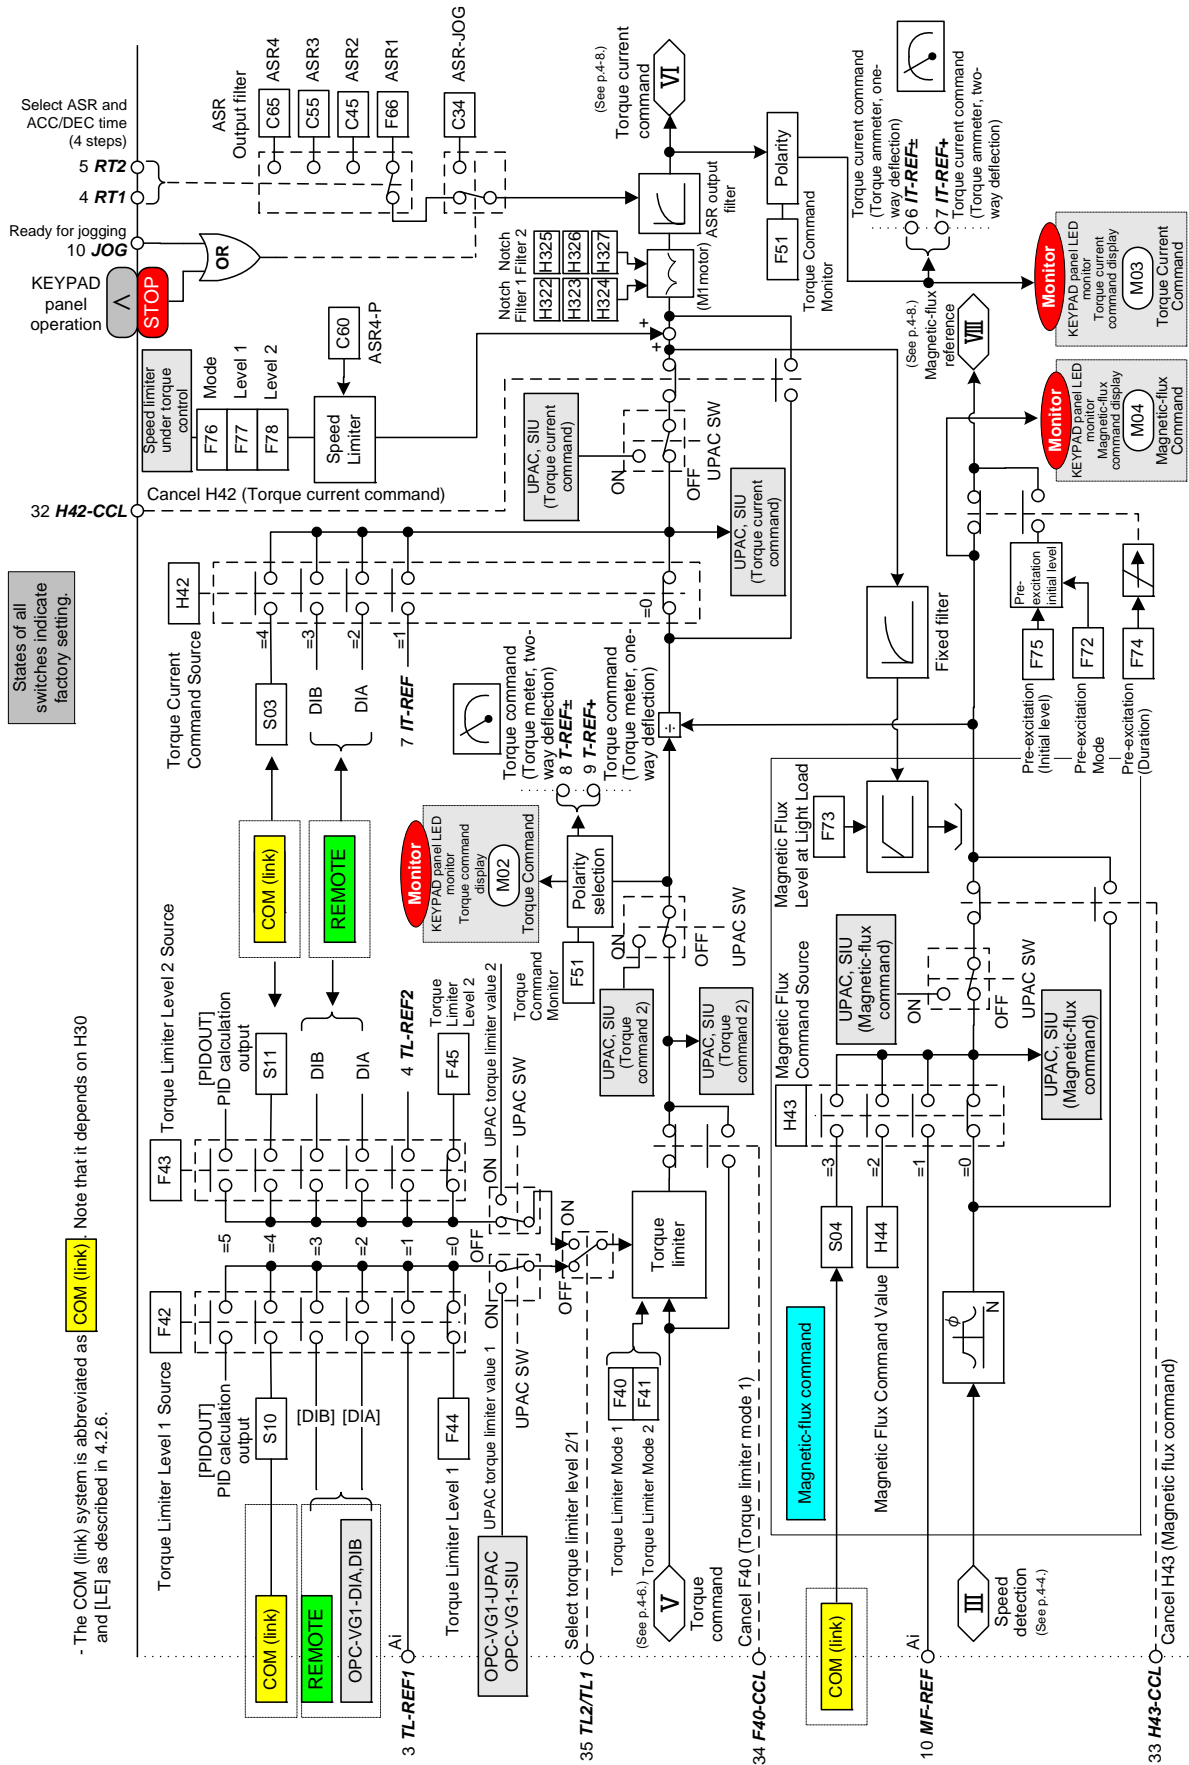 - The COM (link) system is abbreviated as COM (link). Note that it depends on H30
and [LE] as described in 4.2.6.
States of all
switches indicate
factory setting.
Torque Limiter Level 1 Source
F42
[PIDOUT]
PID calculation
output
S10
[DIB]
[DIA]
COM (link)
REMOTE
OPC-VG1-DIA,DIB
3 TL-REF1
Ai
F44
Torque Limiter Level 1
=5
=4
=3
=2
=1
=0
Torque Limiter Level 2 Source
F43
[PIDOUT]
PID calculation
output
S11
DIB
DIA
4 TL-REF2
F45
Torque
Limiter
Level 2
COM (link)
REMOTE
Torque Current
Command Source
H42
S03
DIB
DIA
7 IT-REF
=4
=3
=2
=1
=0
32 H42-CCL
Cancel H42 (Torque current command)
Speed limiter
under torque
control
F76
Mode
F77
Level 1
F78
Level 2
Speed
Limiter
C60
ASR4-P
KEYPAD
panel
operation
<
STOP
Ready for jogging
10 JOG
OR
4 RT1
5 RT2
Select ASR and
ACC/DEC time
(4 steps)
ASR
Output filter
C65
ASR4
C55
ASR3
C45
ASR2
F66
ASR1
C34
ASR-JOG
OPC-VG1-UPAC
OPC-VG1-SIU
UPAC torque limiter value 1
ON
OFF
UPAC SW
UPAC torque limiter value 2
ON
UPAC SW
OFF
ON
35 TL2/TL1
Select torque limiter level 2/1
Torque Limiter Mode 1
F40
Torque Limiter Mode 2
F41
(See p.4-6.)
V
Torque
command
Torque
limiter
34 F40-CCL
Cancel F40 (Torque limiter mode 1)
UPAC, SIU
(Torque
command 2)
ON
OFF
UPAC SW
UPAC, SIU
(Torque
command 2)
Torque
Command
Monitor
F51
Polarity
selection
Monitor
KEYPAD panel LED
monitor
Torque command
display
M02
Torque Command
Torque command
(Torque meter, two-
way deflection)
8 T-REF±
9 T-REF+
Torque command
(Torque meter, one-
way deflection)
÷
UPAC, SIU
(Torque current
command)
ON
OFF
UPAC SW
UPAC, SIU
(Torque current
command)
+
+
Notch
Filter 1
Notch
Filter 2
H322
H323
H324
H325
H326
H327
(M1motor)
ASR output
filter
(See p.4-8.)
Torque current
command
VI
Polarity
F51
Torque Command
Monitor
Torque current command
(Torque ammeter, one-
way deflection)
6 IT-REF±
7 IT-REF+
Torque current command
(Torque ammeter, two-
way deflection)
Monitor
KEYPAD panel LED
monitor
Torque current
command display
M03
Torque Current
Command
COM (link)
Magnetic-flux command
S04
H44
Magnetic Flux Command Value
10 MF-REF
Ai
H43
Magnetic Flux
Command Source
=3
=2
=1
=0
III
Speed
detection
(See p.4-4.)
ϕ
N
33 H43-CCL
Cancel H43 (Magnetic flux command)
UPAC, SIU
(Magnetic-flux
command)
ON
OFF
UPAC SW
UPAC, SIU
(Magnetic-flux
command)
Magnetic Flux
Level at Light Load
F73
Fixed filter
Pre-excitation
(Initial level)
F75
Pre-excitation
Mode
F72
Pre-excitation
(Duration)
F74
Pre-
excitation
initial level
(See p.4-8.)
Magnetic-flux
reference
VIII
Monitor
KEYPAD panel LED
monitor
Magnetic-flux
command display
M04
Magnetic-flux
Command